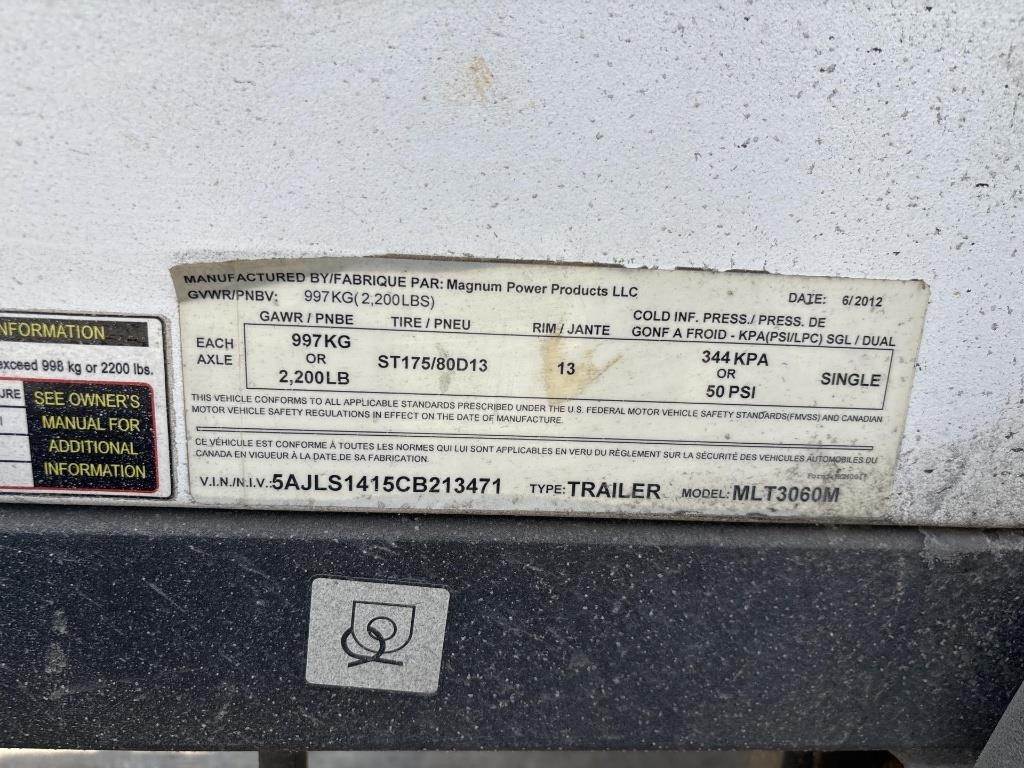 MANUFACTURED BY/FABRIQUE PAR: Magnum Power Products LLC
GVWR/PNBV: 997KG(2,200LBS) DATE: 6/2012
GAWR / PNBE TIRE / PNEU RIM / JANTE COLD INF. PRESS./ PRESS. DE
GONF A FROID - KPA(PSI/LPC) SGL / DUAL
EACH
AXLE
997KG
OR
2,200LB
ST175/80D13
13
344 KPA
OR
50 PSI
SINGLE
THIS VEHICLE CONFORMS TO ALL APPLICABLE STANDARDS PRESCRIBED UNDER THE U.S. FEDERAL MOTOR VEHICLE SAFETY STANDARDS(FMVSS) AND CANADIAN
MOTOR VEHICLE SAFETY REGULATIONS IN EFFECT ON THE DATE OF MANUFACTURE.
CE VÉHICULE EST CONFORME À TOUTES LES NORMES QUI LUI SONT APPLICABLES EN VERU DU RÈGLEMENT SUR LA SÉCURITÉ DES VEHICULES AUTOMOBILES DU
CANADA EN VIGUEUR À LA DATE DE SA FABRICATION.
V.I.N./N.I.V.: 5AJLS1415CB213471 TYPE: TRAILER MODEL: MLT3060M
NFORMATION
exceed 998 kg or 2200 lbs.
URE
SEE OWNER'S
MANUAL FOR
ADDITIONAL
INFORMATION